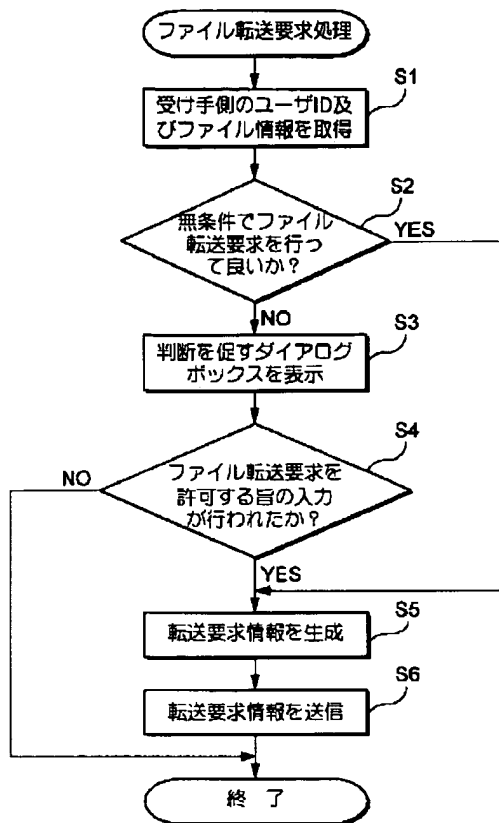 ファイル転送要求処理
S1
受け手側のユーザID及
びファイル情報を取得
S2
無条件でファイル
転送要求を行っ
て良いか？
YES
NO
S3
判断を促すダイアログ
ボックスを表示
S4
NO
ファイル転送要求を
許可する旨の入力
が行われたか？
YES
S5
転送要求情報を生成
S6
転送要求情報を送信
終 了